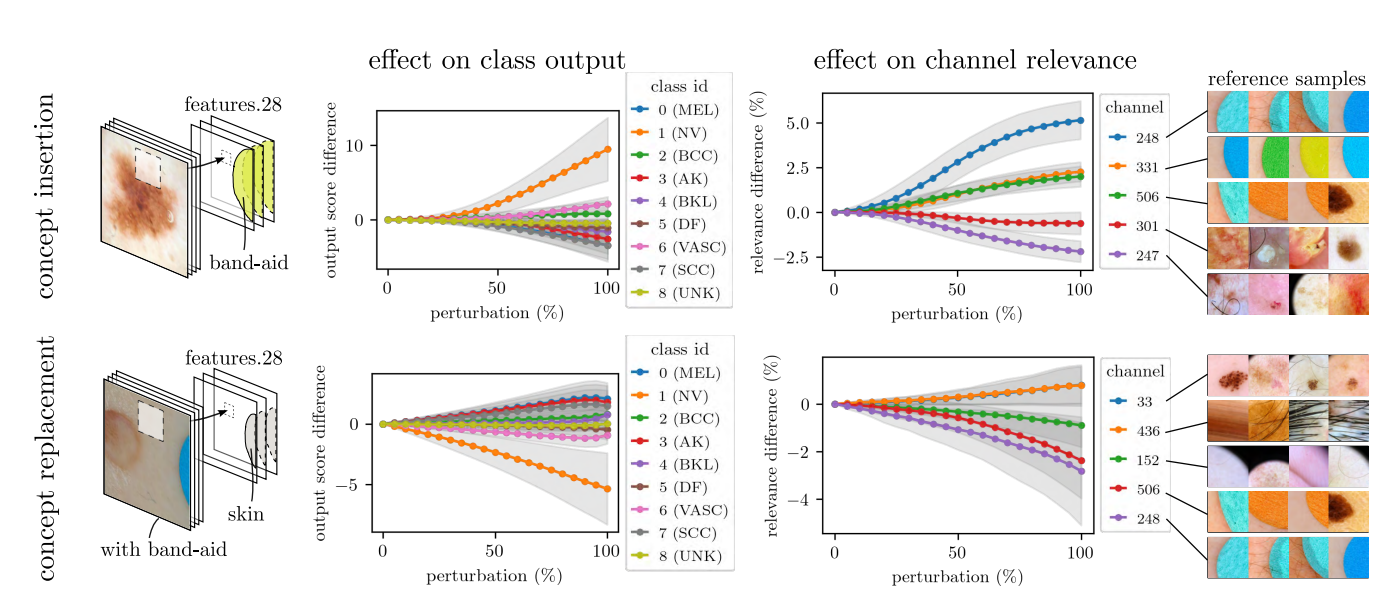 effect on class output
effect on channel relevance
concept insertion
features.28
band-aid
output score difference
10
0
0
50
100
perturbation (%)
class id
0 (MEL)
1 (NV)
2 (BCC)
3 (AK)
4 (BKL)
5 (DF)
6 (VASC)
7 (SCC)
8 (UNK)
relevance difference (%)
5.0
2.5
0.0
−2.5
0
50
100
perturbation (%)
channel
248
331
506
301
247
reference samples
concept replacement
features.28
skin
with band-aid
output score difference
0
−5
0
50
100
perturbation (%)
class id
0 (MEL)
1 (NV)
2 (BCC)
3 (AK)
4 (BKL)
5 (DF)
6 (VASC)
7 (SCC)
8 (UNK)
relevance difference (%)
0
−2
−4
0
50
100
perturbation (%)
channel
33
436
152
506
248